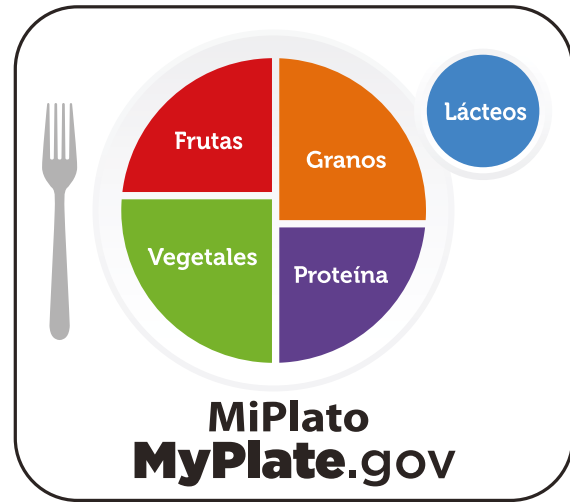 Frutas
Granos
Lácteos
Vegetales
Proteína
MiPlato
MyPlate.gov